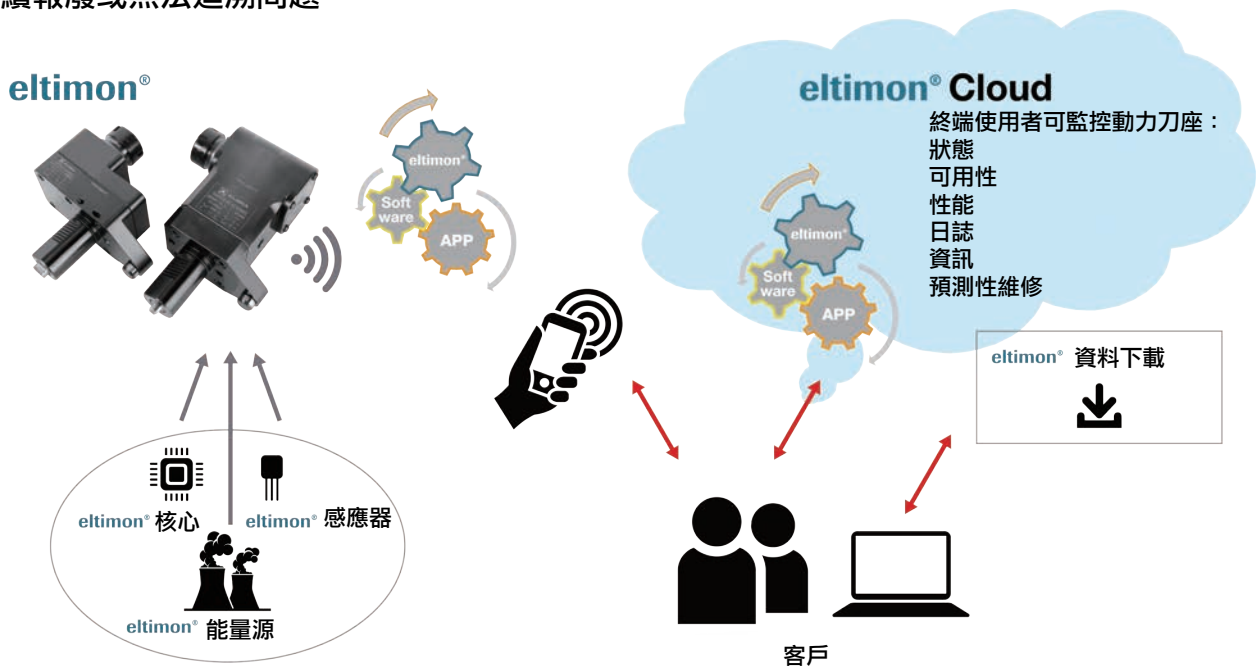 eltimon®
eltimon®
Soft
ware
APP
eltimon® Cloud
終端使用者可監控動力刀座：
狀態
可用性
性能
日誌
資訊
預測性維修
eltimon®
Soft
ware
APP
eltimon® 資料下載
eltimon® 核心
eltimon® 感應器
eltimon® 能量源
客戶